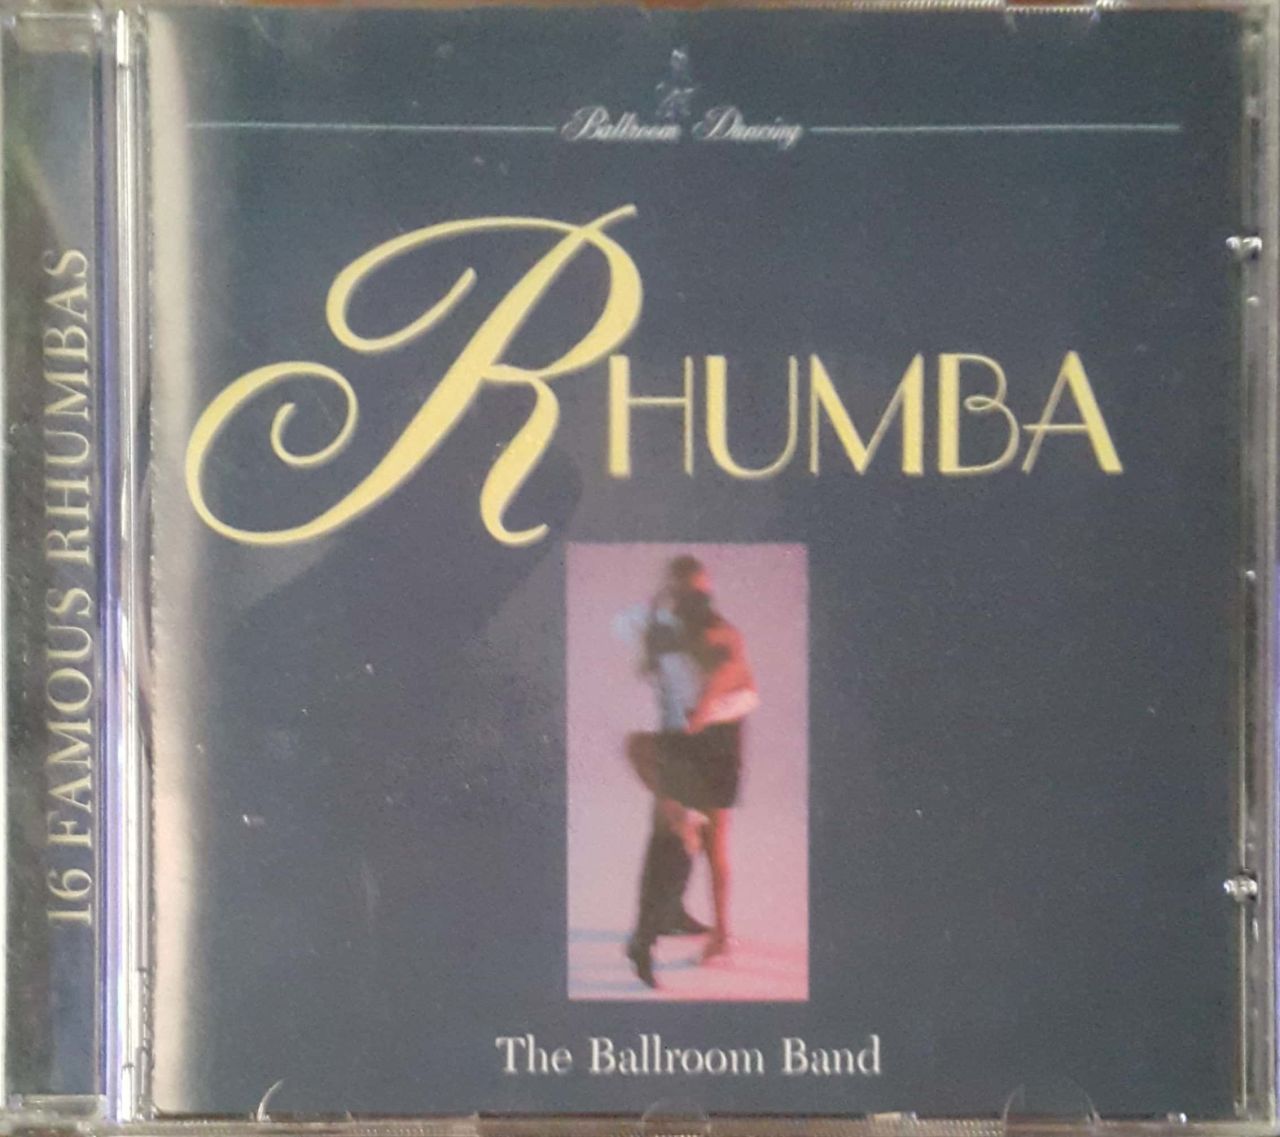 Ballroom Dancing
RHUMBA
The Ballroom Band
16 FAMOUS RHUMBAS